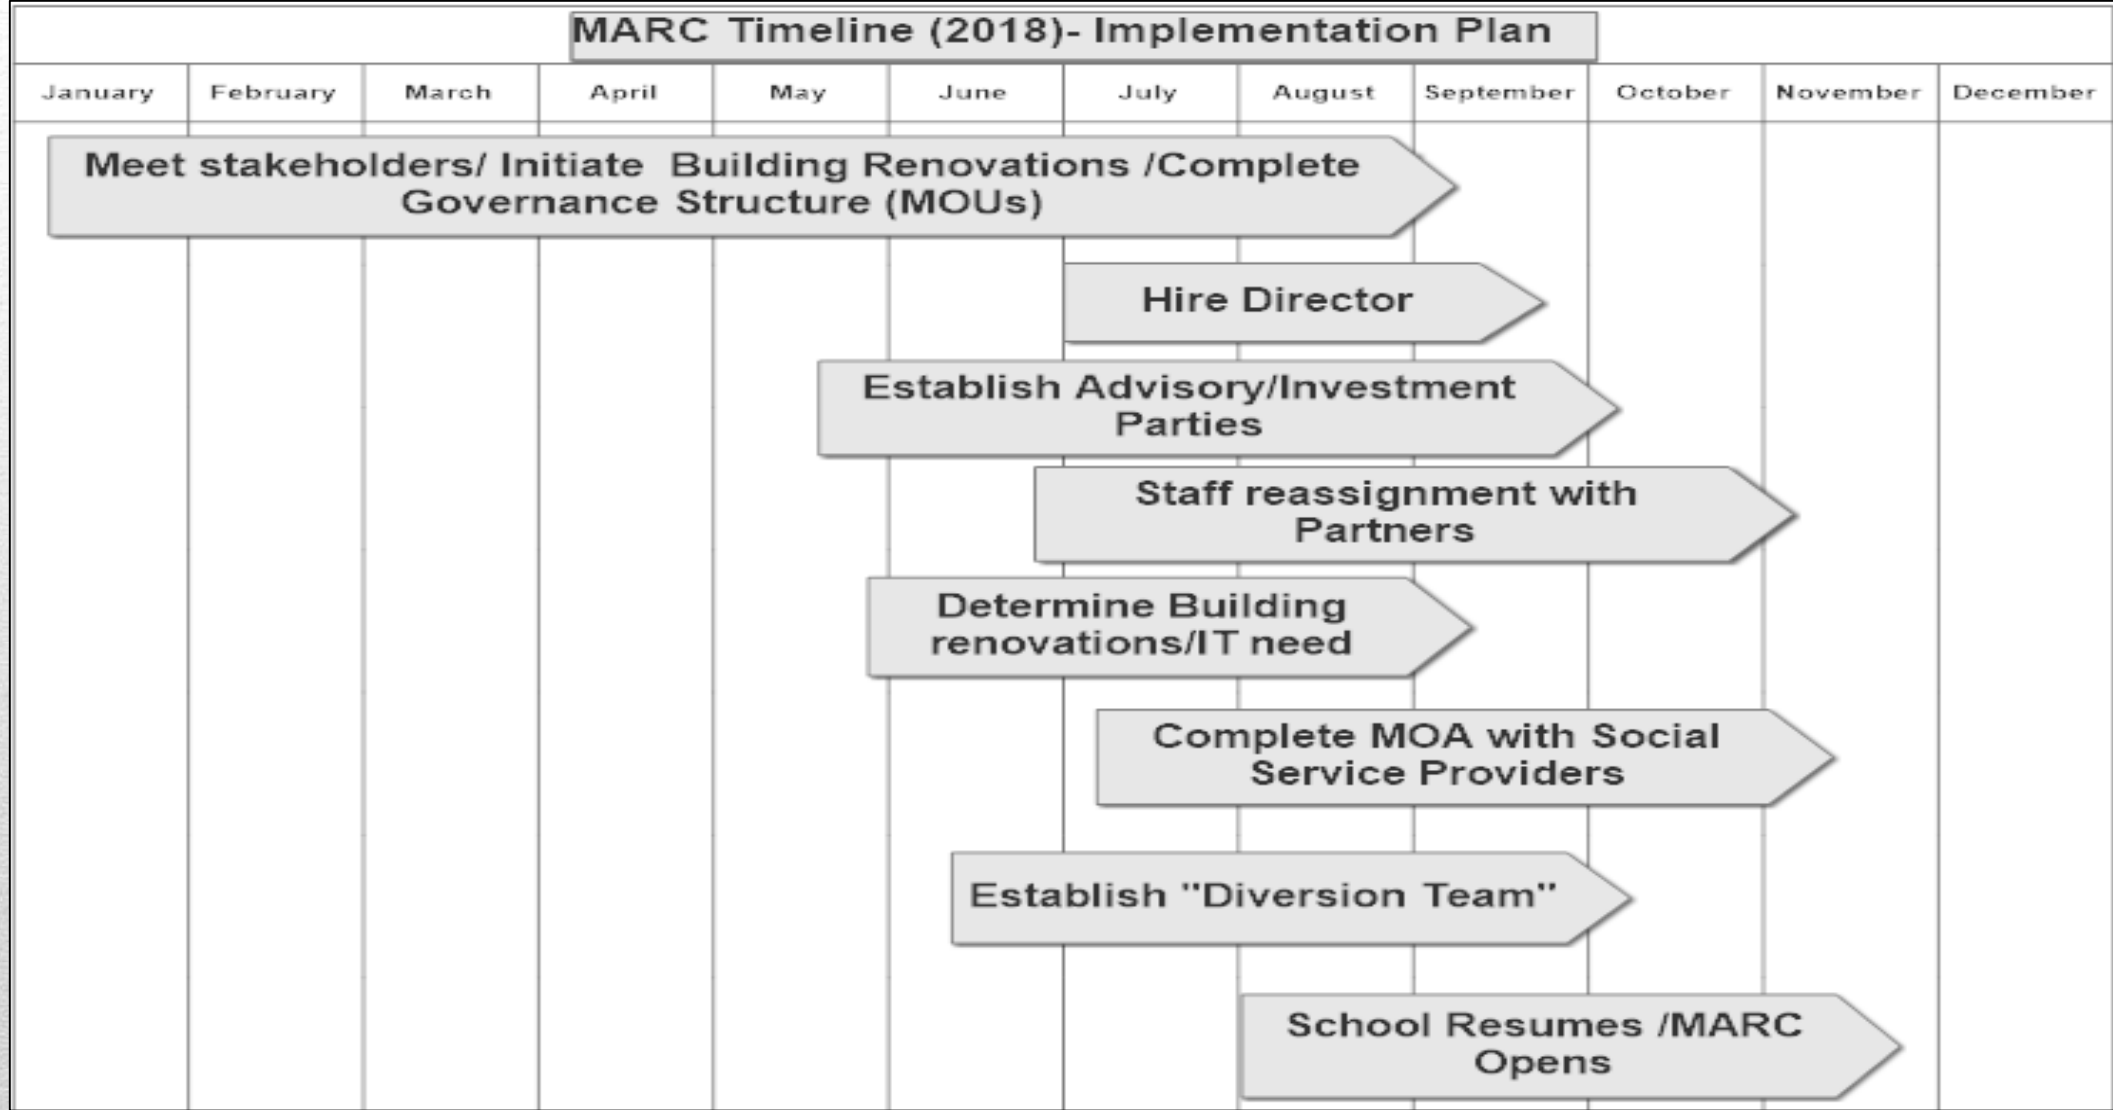 MARC Timeline (2018)- Implementation Plan
January February March April May June July August September October November December
Meet stakeholders/ Initiate Building Renovations /Complete
Governance Structure (MOUs)
Hire Director
Establish Advisory/Investment
Parties
Staff reassignment with
Partners
Determine Building
renovations/IT need
Complete MOA with Social
Service Providers
Establish "Diversion Team"
School Resumes /MARC
Opens